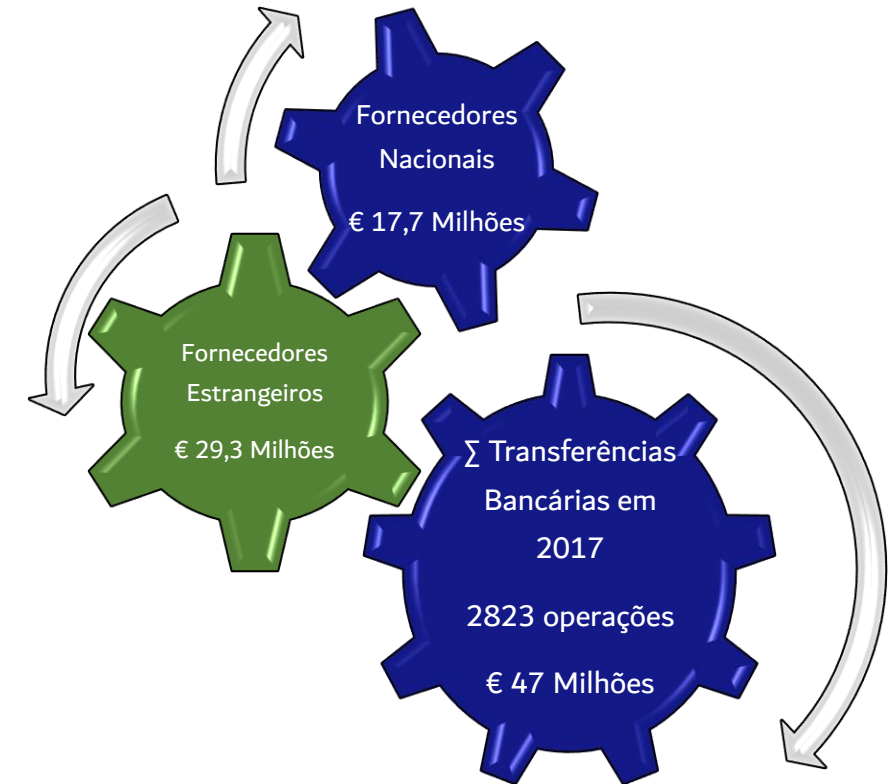 Fornecedores
Nacionais
€ 17,7 Milhões
Fornecedores
Estrangeiros
€ 29,3 Milhões
∑ Transferências
Bancárias em
2017
2823 operações
€ 47 Milhões